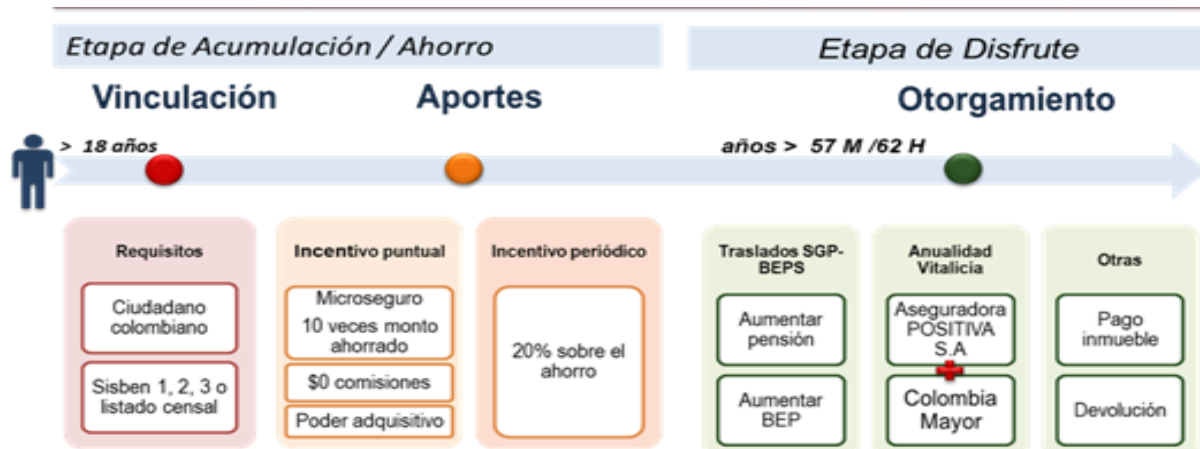 Etapa de Acumulación / Ahorro
Etapa de Disfrute
Vinculación
Aportes
Otorgamiento
> 18 años
años > 57 M /62 H
Requisitos
Ciudadano
colombiano
Sisben 1, 2, 3 o
listado censal
Incentivo puntual
Microseguro
10 veces monto
ahorrado
$0 comisiones
Poder adquisitivo
Incentivo periódico
20% sobre el
ahorro
Traslados SGP-
BEPS
Aumentar
pensión
Aumentar
BEP
Anualidad
Vitalicia
Aseguradora
POSITIVA
S.A
Colombia
Mayor
Otras
Pago
inmueble
Devolución